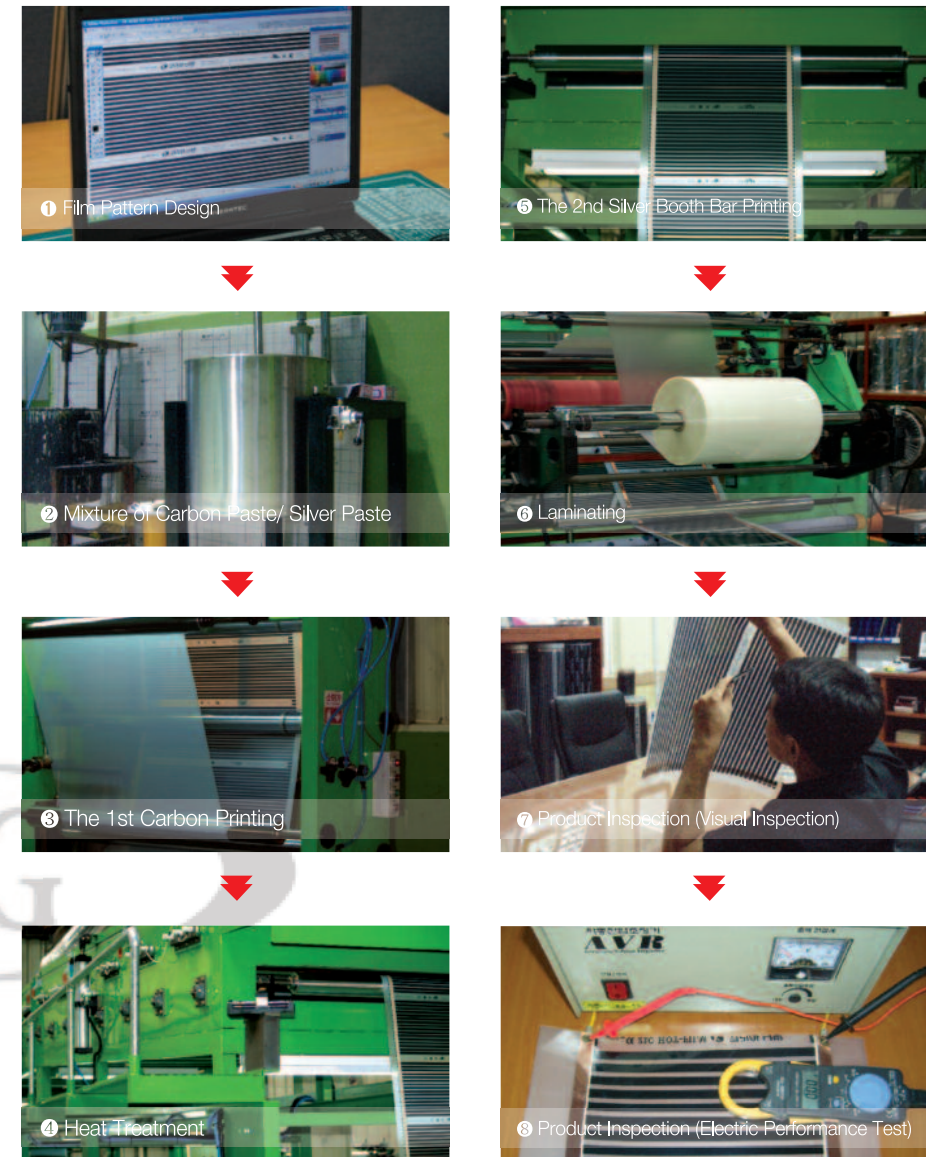 ❶ Film Pattern Design
❷ Mixture of Carbon Paste/ Silver Paste
❸ The 1st Carbon Printing
❹ Heat Treatment
❺ The 2nd Silver Booth Bar Printing
❻ Laminating
❼ Product Inspection (Visual Inspection)
AVR
❽ Product Inspection (Electric Performance Test)